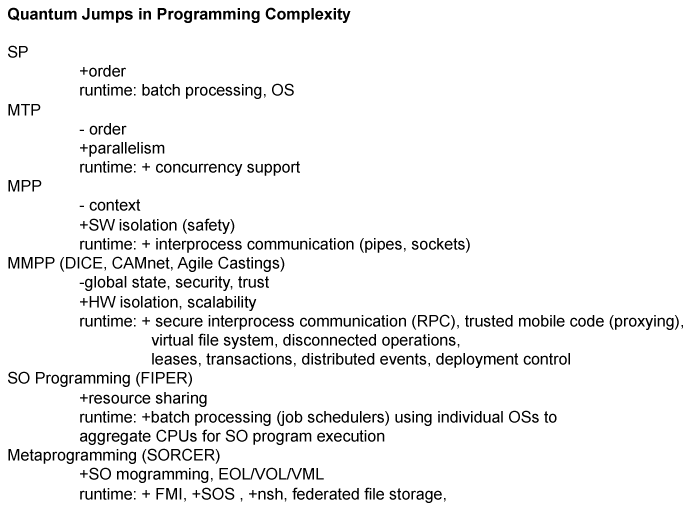 Quantum Jumps in Programming Complexity
SP
+order
runtime: batch processing, OS
MTP
- order
+parallelism
runtime: + concurrency support
MPP
- context
+SW isolation (safety)
runtime: + interprocess communication (pipes, sockets)
MMPP (DICE, CAMnet, Agile Castings)
-global state, security, trust
+HW isolation, scalability
runtime: + secure interprocess communication (RPC), trusted mobile code (proxying),
virtual file system, disconnected operations,
leases, transactions, distributed events, deployment control
SO Programming (FIPER)
+resource sharing
runtime: +batch processing (job schedulers) using individual OSs to
aggregate CPUs for SO program execution
Metaprogramming (SORCER)
+SO mogramming, EOL/VOL/VML
runtime: + FMI, +SOS , +nsh, federated file storage,